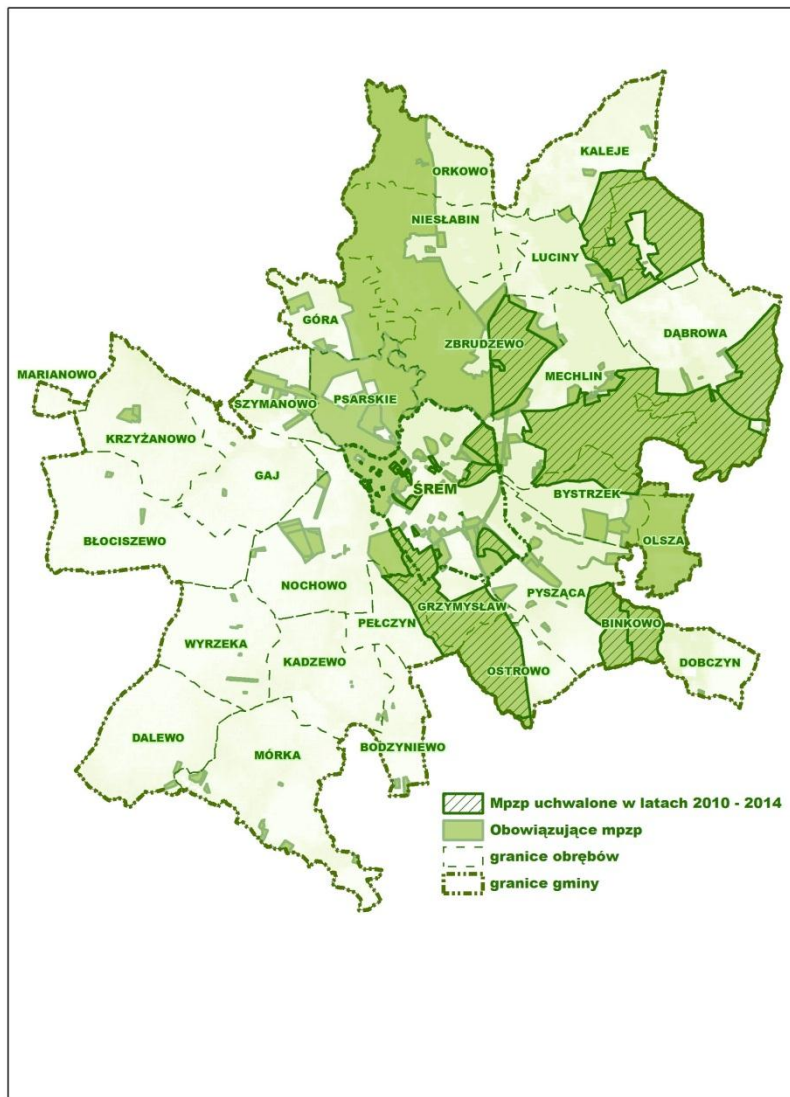 KALEJE
ORKOWO
NIESŁABIN
LUCINY
GÓRA
DĄBROWA
ZBRUDZEWO
MARIANOWO
MECHLIN
SZYMANOWO
PSARSKIE
KRZYŻANOWO
GAJ
ŚREM
BYSTRZEK
BŁOCISZEWO
OLSZA
NOCHOWO
PYSZĄCA
GRZYMYSŁAW
PEŁCZYN
BINKOWO
WYRZEKA
KADZEWO
OSTROWO
DOBCZYN
DALEWO
MÓRKA
BODZYNIEWO
Mpzp uchwalone w latach 2010 - 2014
Obowiązujące mpzp
granice obrębów
granice gminy